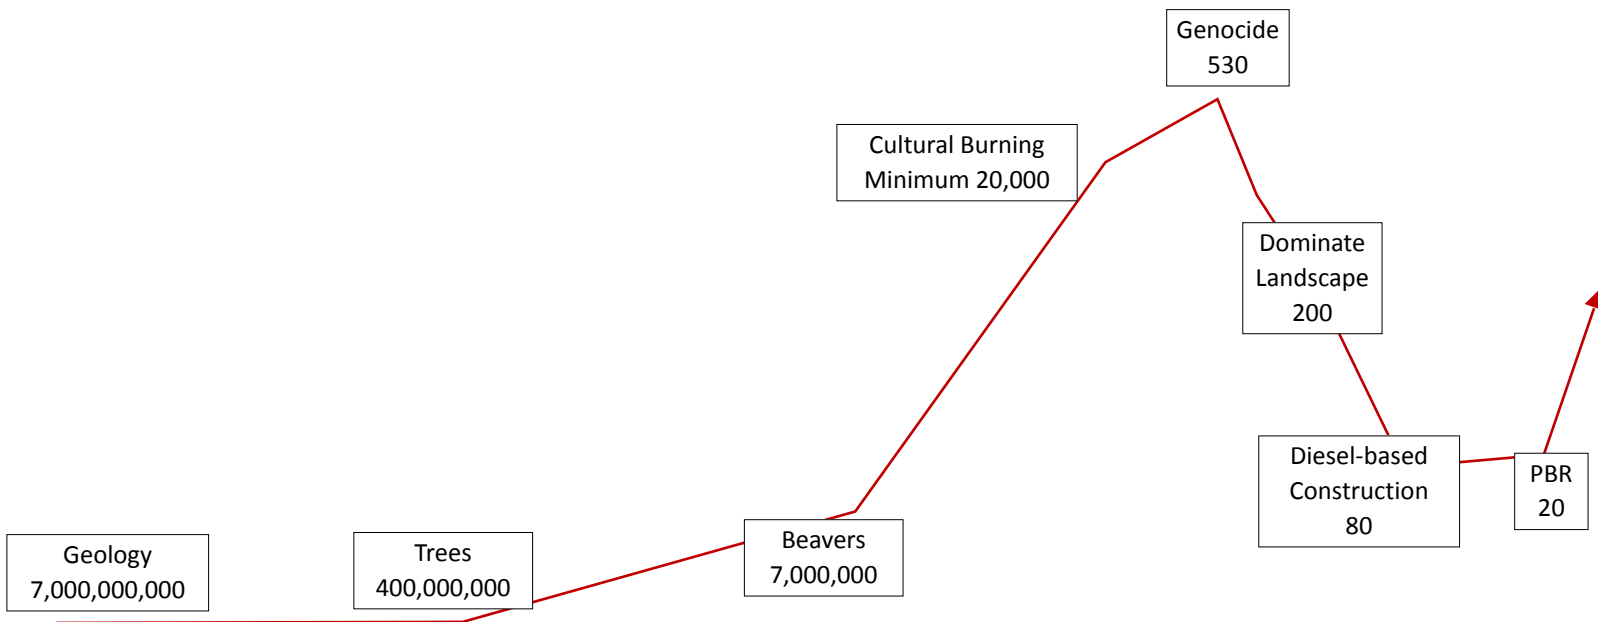 Genocide
530
Cultural Burning
Minimum 20,000
Dominate
Landscape
200
Diesel-based
Construction
80
PBR
20
Beavers
7,000,000
Trees
400,000,000
Geology
7,000,000,000